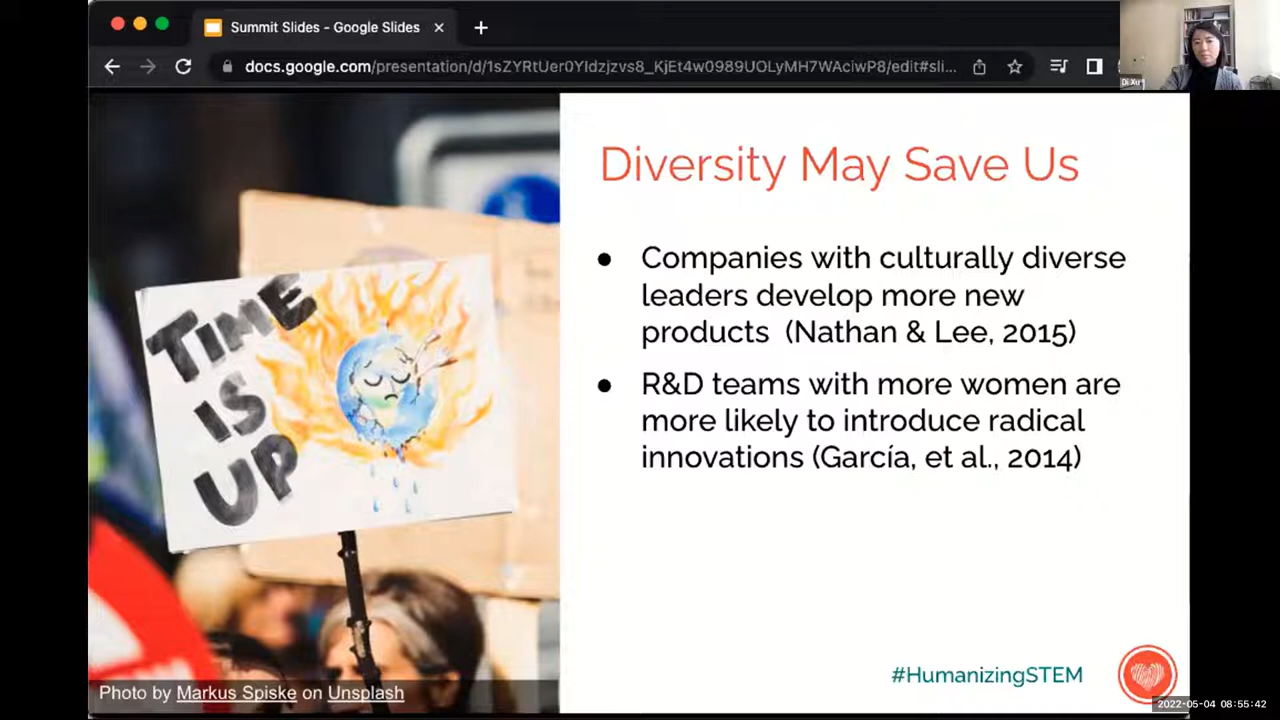 Summit Slides - Google Slides
docs.google.com/presentation/d/1sZYRtUer0YIdzjzvs8_KjEt4w0989UOLyMH7WAcIwP8/edit#sli...
Di Xu
Diversity May Save Us
● Companies with culturally diverse
leaders develop more new
products (Nathan & Lee, 2015)
● R&D teams with more women are
more likely to introduce radical
innovations (García, et al., 2014)
TIME
IS
UP
Photo by Markus Spiske on Unsplash
#HumanizingSTEM
2022-05-04 08:55:42